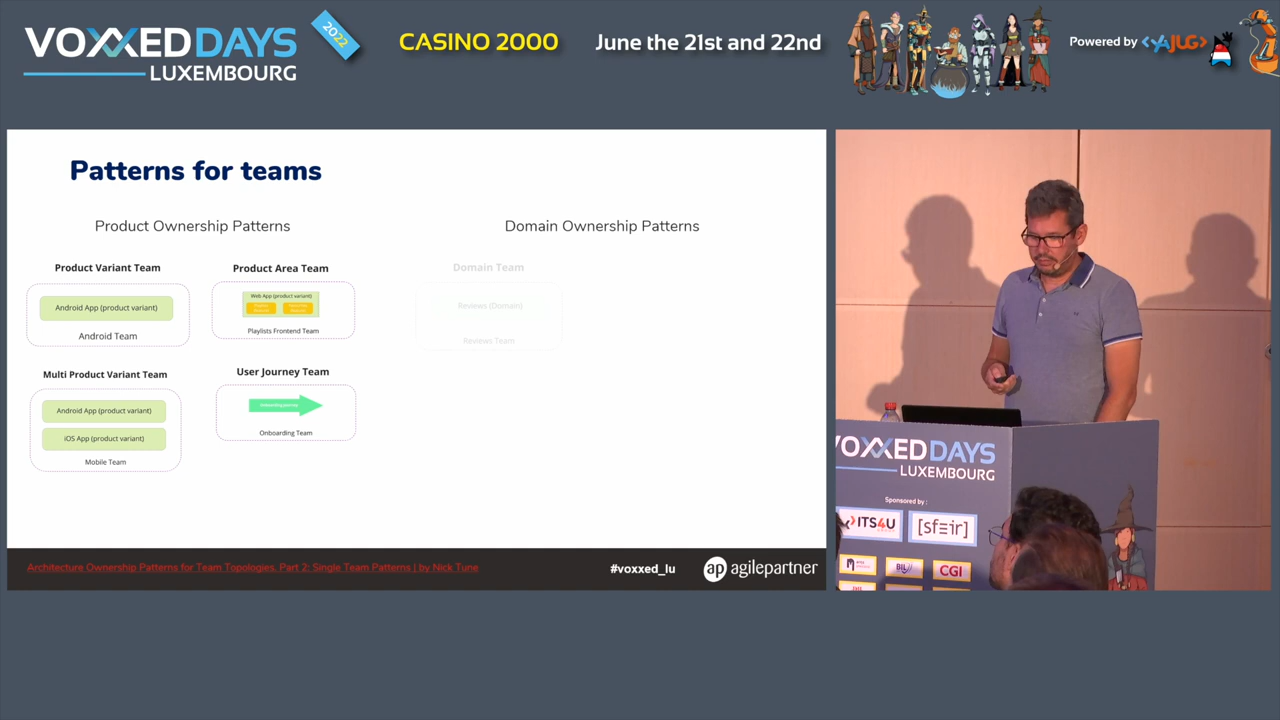 VOXXED DAYS
LUXEMBOURG
2022
CASINO 2000
June the 21st and 22nd
Powered by <YAJUG>
Patterns for teams
Product Ownership Patterns
Domain Ownership Patterns
Product Variant Team
Android App (product variant)
Android Team
Product Area Team
Web App (product variant)
Playlists Frontend Team
Multi Product Variant Team
Android App (product variant)
iOS App (product variant)
Mobile Team
User Journey Team
Onboarding Team
Domain Team
Reviews (Domain)
Reviews Team
Architecture Ownership Patterns for Team Topologies. Part 2: Single Team Patterns | by Nick Tune
#voxxed_lu
ap agilepartner
VOXXED DAYS
LUXEMBOURG
Sponsored by :
ITS4U
[sfeir]
BIL
CGI